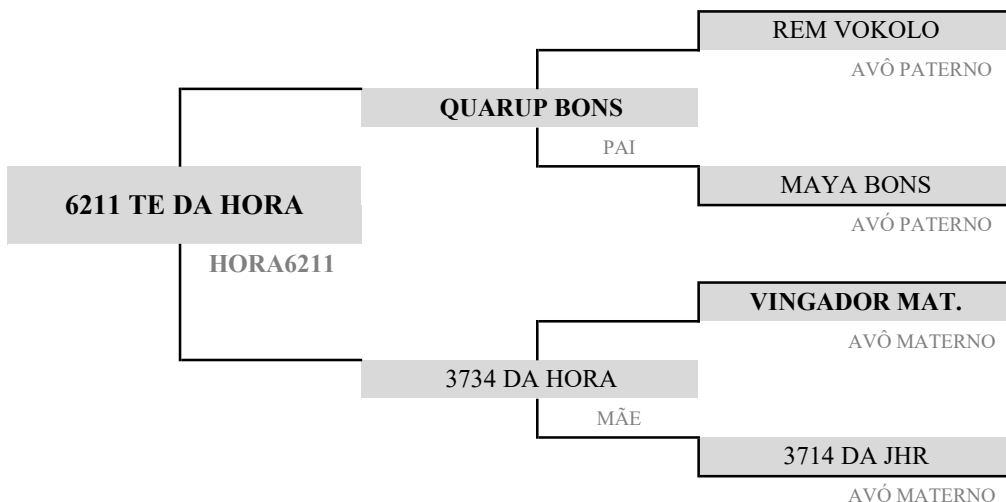 REM VOKOLO
AVÔ PATERNO
QUARUP BONS
PAI
MAYA BONS
AVÓ PATERNO
6211 TE DA HORA
HORA6211
VINGADOR MAT.
AVÔ MATERNO
3734 DA HORA
MÃE
3714 DA JHR
AVÓ MATERNO